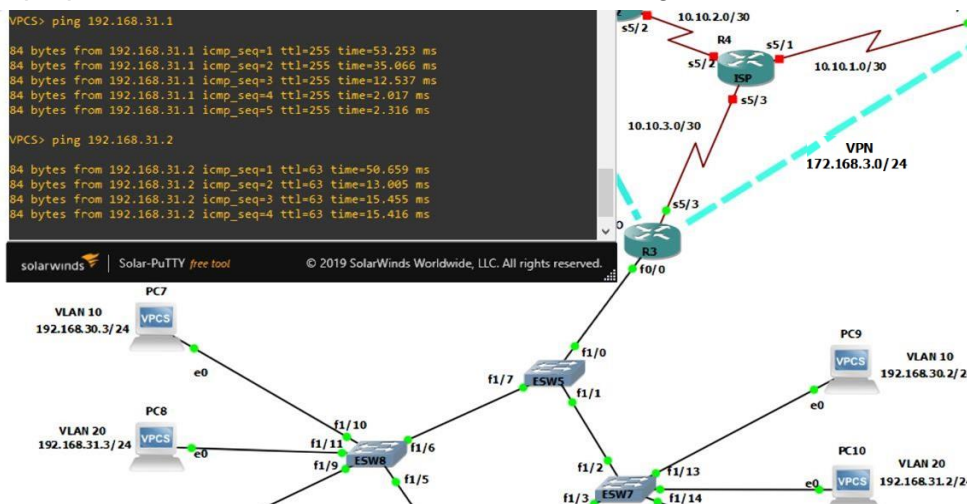 VPCS> ping 192.168.31.1
84 bytes from 192.168.31.1 icmp_seq=1 ttl=255 time=53.253 ms
84 bytes from 192.168.31.1 icmp_seq=2 ttl=255 time=35.066 ms
84 bytes from 192.168.31.1 icmp_seq=3 ttl=255 time=12.537 ms
84 bytes from 192.168.31.1 icmp_seq=4 ttl=255 time=2.017 ms
84 bytes from 192.168.31.1 icmp_seq=5 ttl=255 time=2.316 ms
VPCS> ping 192.168.31.2
84 bytes from 192.168.31.2 icmp_seq=1 ttl=63 time=50.659 ms
84 bytes from 192.168.31.2 icmp_seq=2 ttl=63 time=13.005 ms
84 bytes from 192.168.31.2 icmp_seq=3 ttl=63 time=15.455 ms
84 bytes from 192.168.31.2 icmp_seq=4 ttl=63 time=15.416 ms
solarwinds Solar-PuTTY free tool © 2019 SolarWinds Worldwide, LLC. All rights reserved.
10.10.2.0/30
s5/2
R4
s5/1
s5/2
ISP
10.10.1.0/30
s5/3
10.10.3.0/30
VPN
172.168.3.0/24
s5/3
R3
f0/0
PC7
VLAN 10
192.168.30.3/24
VPCS
e0
PC9
VPCS
VLAN 10
192.168.30.2/2
e0
f1/0
f1/7
ESW5
f1/1
PC8
VLAN 20
192.168.31.3/24
VPCS
e0
f1/10
f1/11
f1/6
f1/9
ESW8
f1/5
PC10
VPCS
VLAN 20
192.168.31.2/2
e0
f1/2
f1/13
ESW7
f1/3
f1/14